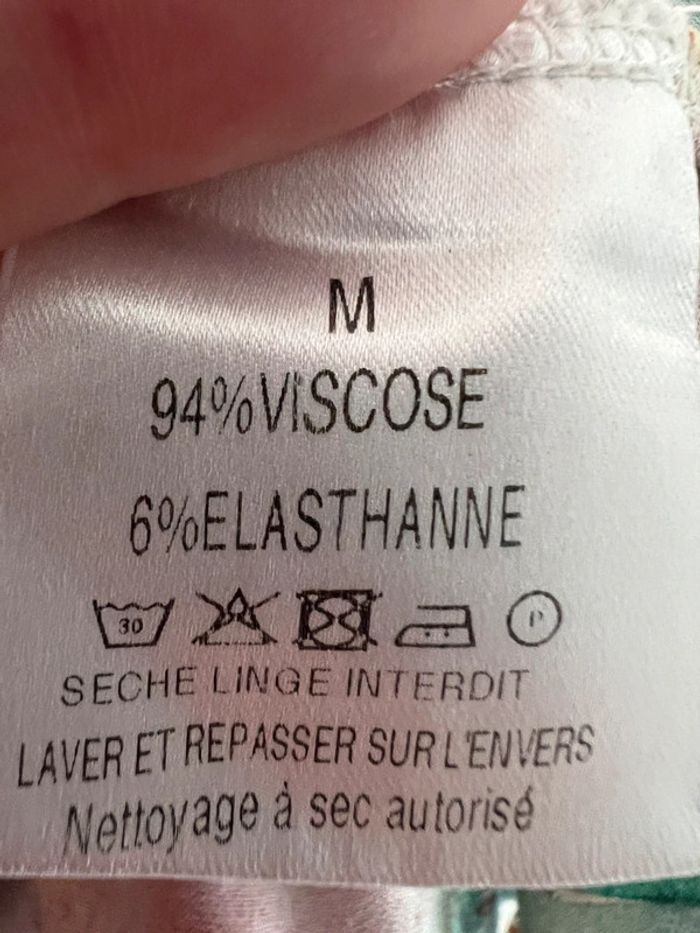 M
94%ViSCOSE
6%ELASTHANNE
30 P
SECHE LINGE INTERDIT
LAVER ET REPASSER SUR L'ENVERS
Nettoyage à sec autorisé